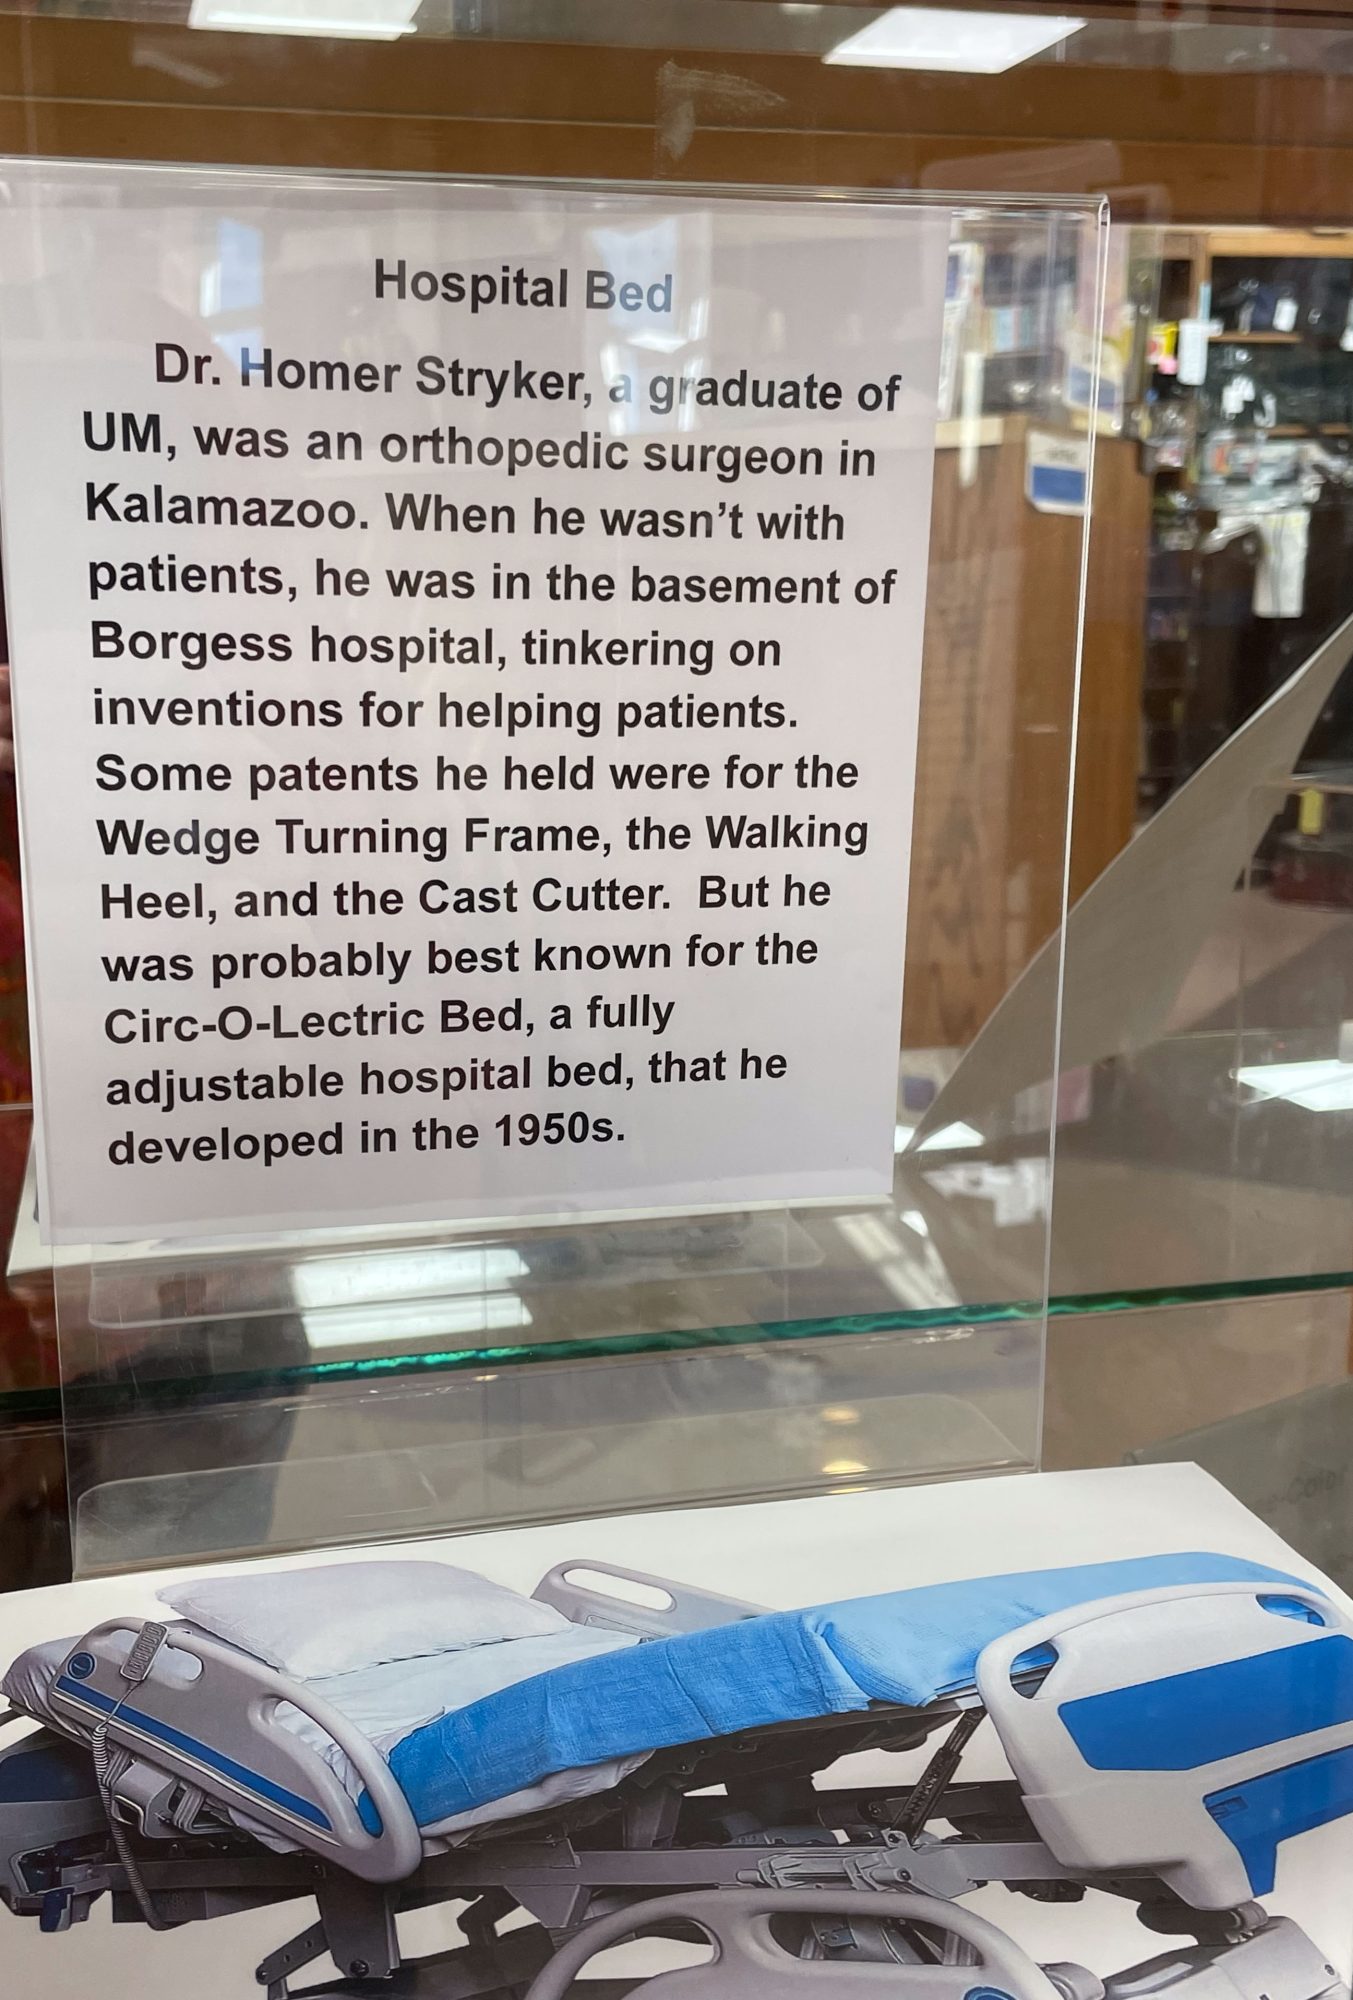 Hospital Bed
Dr. Homer Stryker, a graduate of
UM, was an orthopedic surgeon in
Kalamazoo. When he wasn't with
patients, he was in the basement of
Borgess hospital, tinkering on
inventions for helping patients.
Some patents he held were for the
Wedge Turning Frame, the Walking
Heel, and the Cast Cutter. But he
was probably best known for the
Circ-O-Lectric Bed, a fully
adjustable hospital bed, that he
developed in the 1950s.